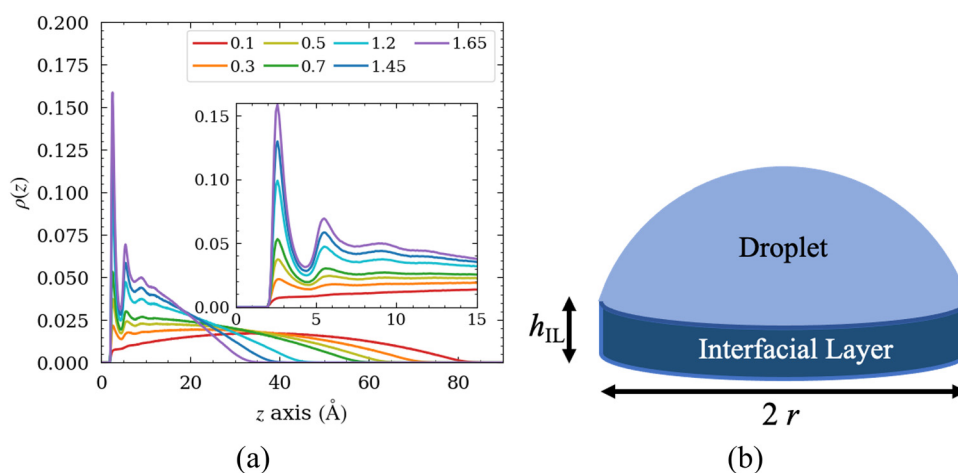 0.200
0.175
0.150
0.125
0.100
0.075
0.050
0.025
0.000
ρ(z)
0.1 0.5 1.2 1.65
0.3 0.7 1.45
0.15
0.10
0.05
0.00
0 5 10 15
0 20 40 60 80
z axis (Å)
(a)
Droplet
h_IL
Interfacial Layer
2 r
(b)